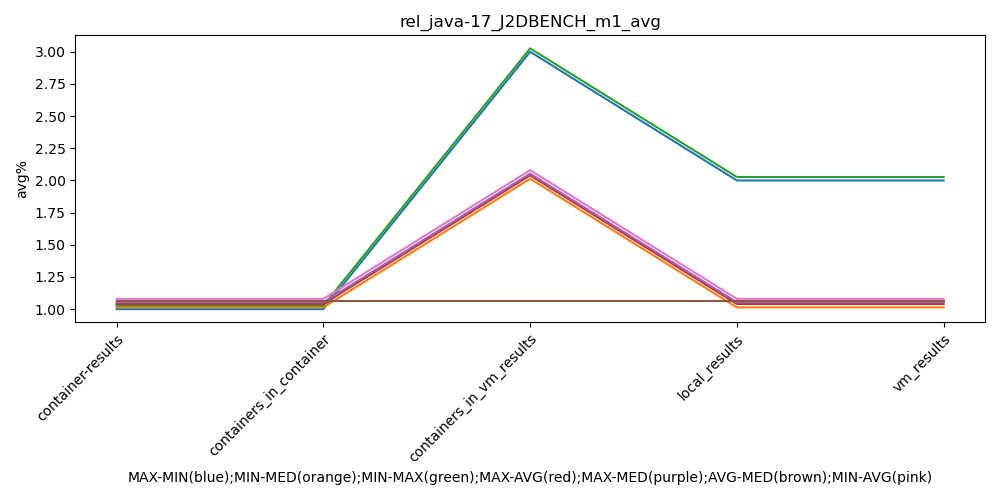 rel_java-17_J2DBENCH_m1_avg
avg%
3.00
2.75
2.50
2.25
2.00
1.75
1.50
1.25
1.00
container-results
containers_in_container
containers_in_vm_results
local_results
vm_results
MAX-MIN(blue);MIN-MED(orange);MIN-MAX(green);MAX-AVG(red);MAX-MED(purple);AVG-MED(brown);MIN-AVG(pink)